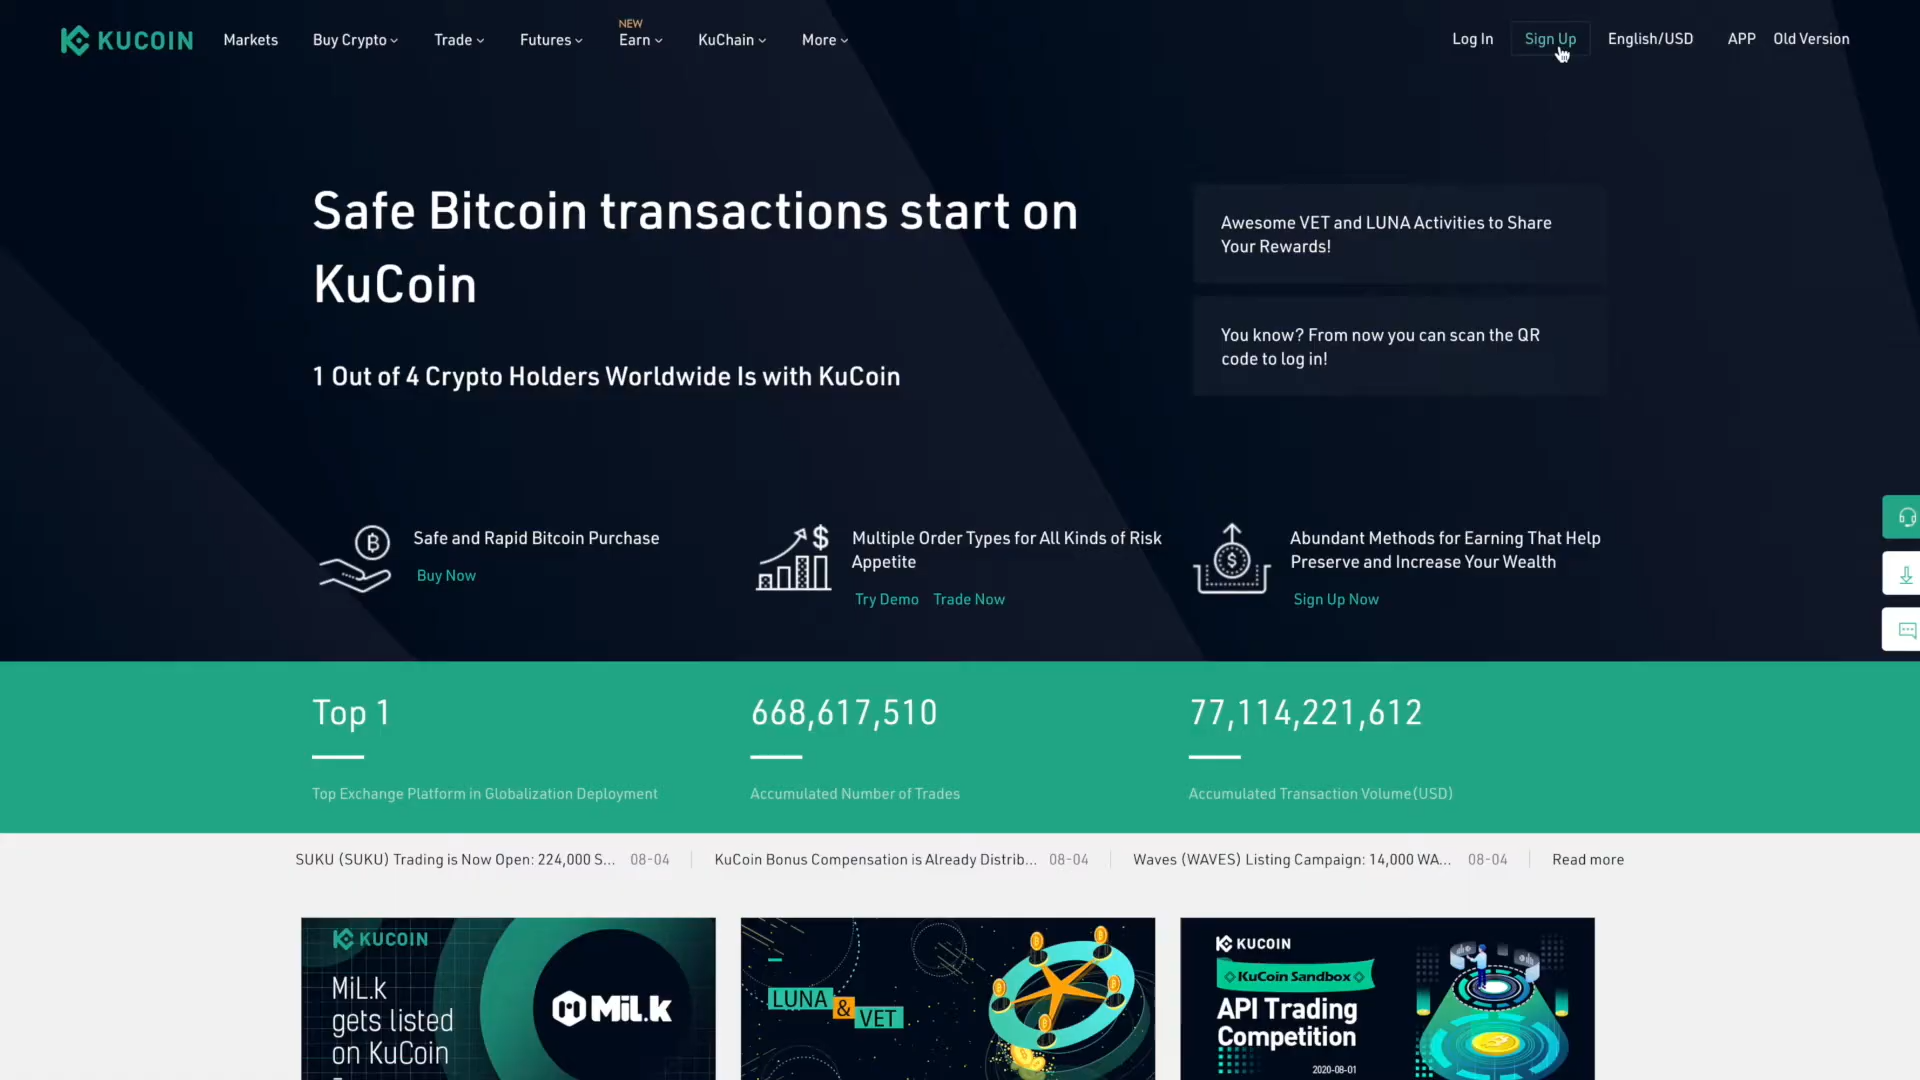 KUCOIN
Markets
Buy Crypto
Trade
Futures
NEW
Earn
KuChain
More
Log In
Sign Up
English/USD
APP
Old Version
Safe Bitcoin transactions start on
KuCoin
1 Out of 4 Crypto Holders Worldwide Is with KuCoin
Awesome VET and LUNA Activities to Share
Your Rewards!
You know? From now you can scan the QR
code to log in!
Safe and Rapid Bitcoin Purchase
Buy Now
Multiple Order Types for All Kinds of Risk
Appetite
Try Demo Trade Now
Abundant Methods for Earning That Help
Preserve and Increase Your Wealth
Sign Up Now
Top 1
Top Exchange Platform in Globalization Deployment
668,617,510
Accumulated Number of Trades
77,114,221,612
Accumulated Transaction Volume(USD)
SUKU (SUKU) Trading is Now Open: 224,000 S... 08-04
KuCoin Bonus Compensation is Already Distrib... 08-04
Waves (WAVES) Listing Campaign: 14,000 WA... 08-04
Read more
KUCOIN
MiL.k
gets listed
on KuCoin
MiL.k
LUNA
&
VET
KUCOIN
KuCoin Sandbox
API Trading
Competition
2020-08-01